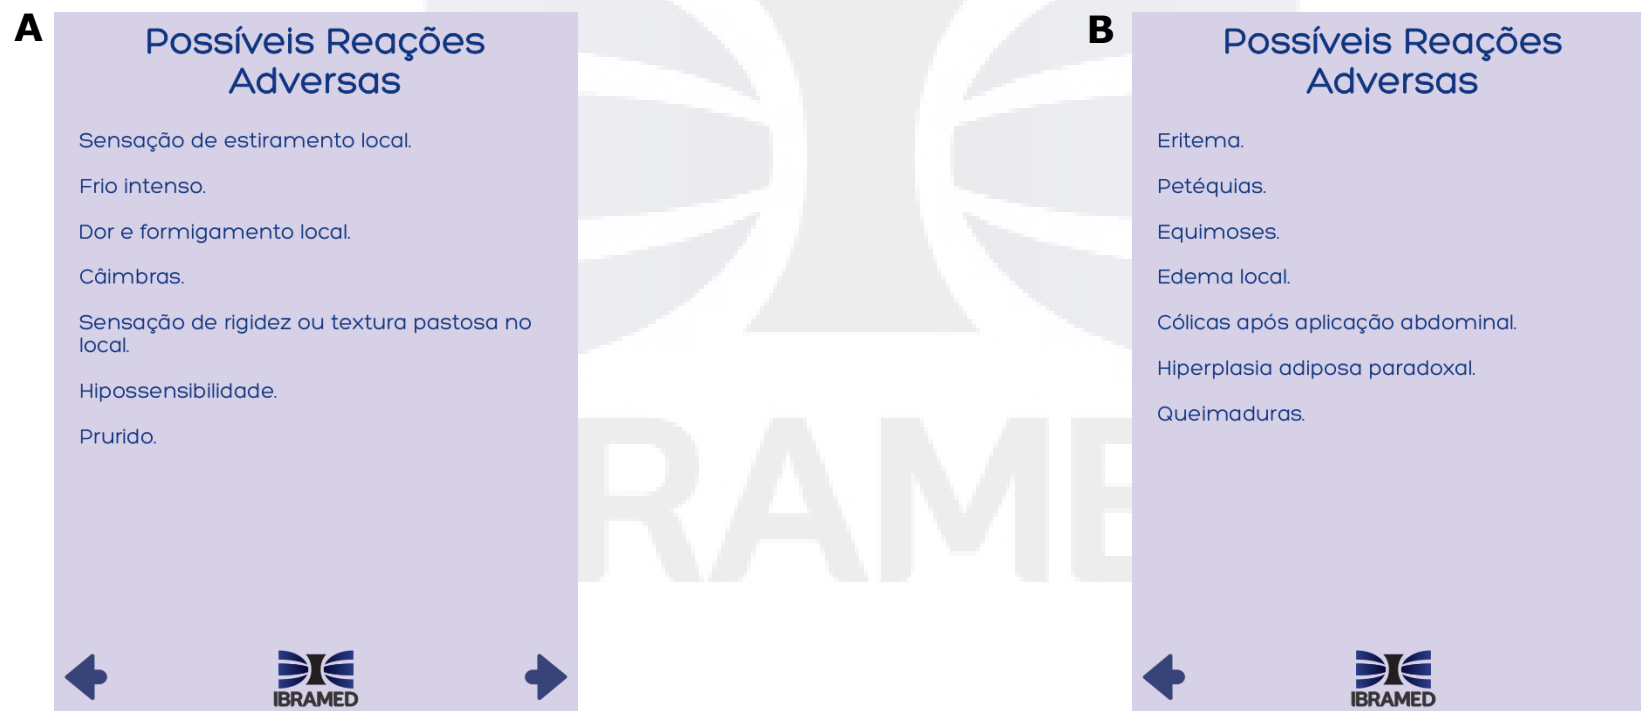 A
Possíveis Reações
Adversas
Sensação de estiramento local.
Frio intenso.
Dor e formigamento local.
Câimbras.
Sensação de rigidez ou textura pastosa no
local.
Hipossensibilidade.
Prurido.
IBRAMED
B
Possíveis Reações
Adversas
Eritema.
Petéquias.
Equimoses.
Edema local.
Cólicas após aplicação abdominal.
Hiperplasia adiposa paradoxal.
Queimaduras.
IBRAMED
RAME